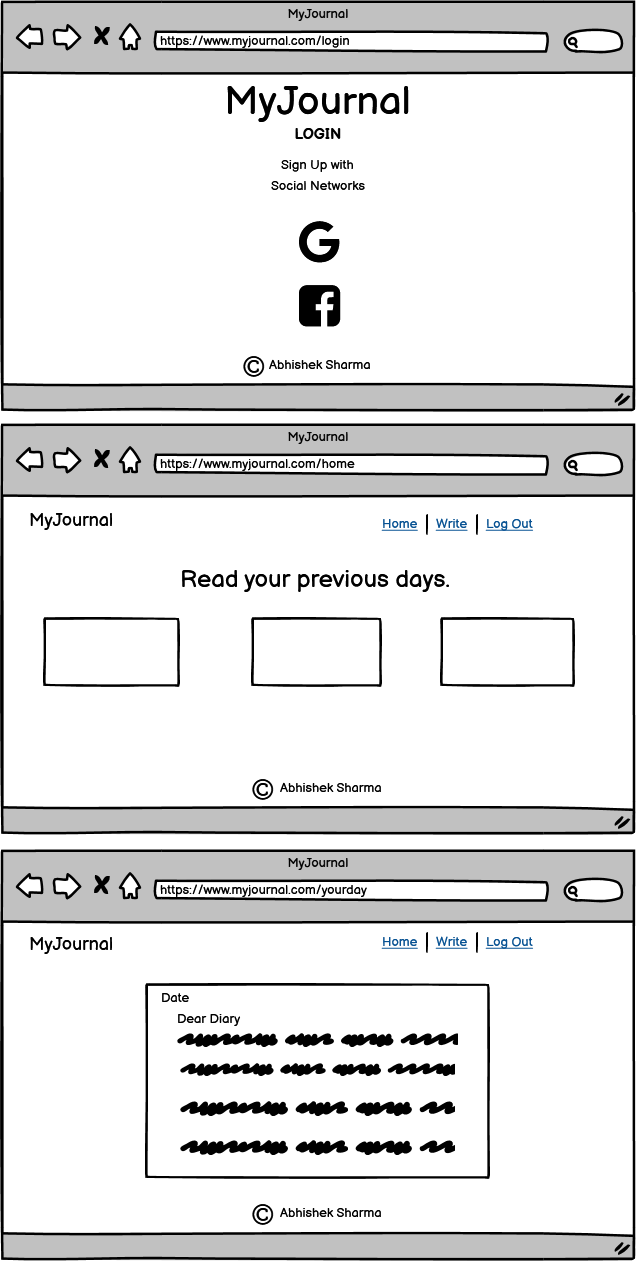 MyJournal
https://www.myjournal.com/login
MyJournal
LOGIN
Sign Up with
Social Networks
G
f
© Abhishek Sharma
MyJournal
https://www.myjournal.com/home
MyJournal
Home | Write | Log Out
Read your previous days.
© Abhishek Sharma
MyJournal
https://www.myjournal.com/yourday
MyJournal
Home | Write | Log Out
Date
Dear Diary
© Abhishek Sharma